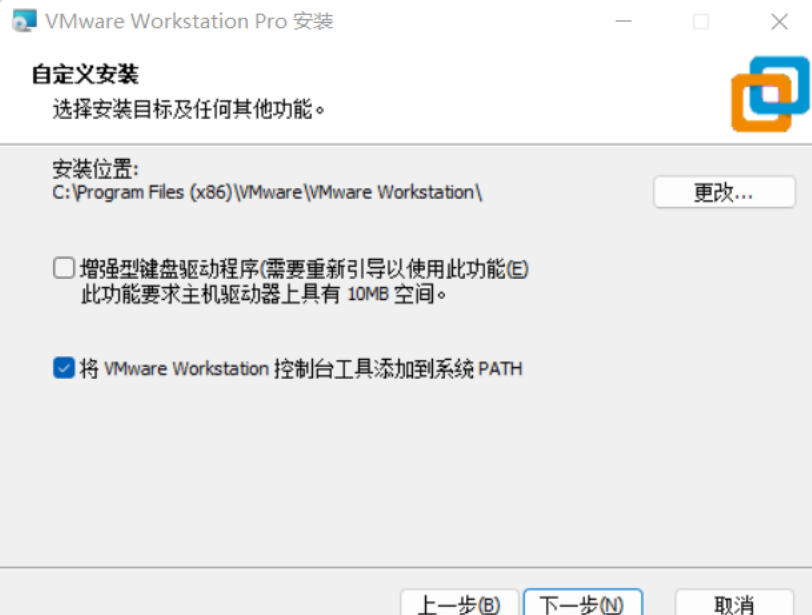 VMware Workstation Pro 安装
自定义安装
选择安装目标及任何其他功能。
安装位置:
C:\Program Files (x86)\VMware\VMware Workstation\
更改...
增强型键盘驱动程序(需要重新引导以使用此功能(E)
此功能要求主机驱动器上具有 10MB 空间。
将 VMware Workstation 控制台工具添加到系统 PATH
上一步(B) 下一步(N) 取消